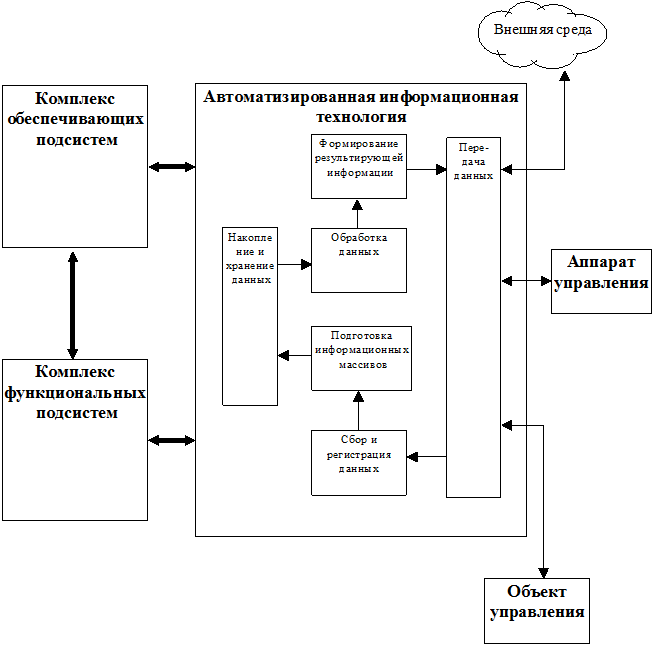 Внешняя среда
Комплекс
обеспечивающих
подсистем
Автоматизированная информационная
технология
Формирование
результирующей
информации
Пере-
дача
данных
Накопле
ние и
хранение
данных
Обработка
данных
Аппарат
управления
Подготовка
информационных
массивов
Комплекс
функциональных
подсистем
Сбор и
регистрация
данных
Объект
управления